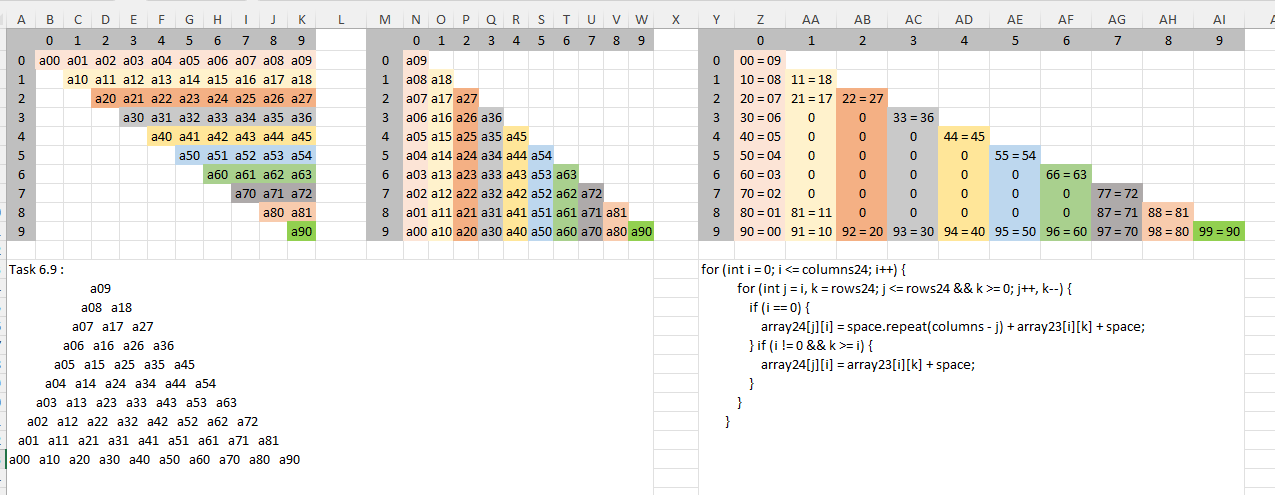 A B C D E F G H I J K L M N O P Q R S T U V W X Y Z AA AB AC AD AE AF AG AH AI
0 1 2 3 4 5 6 7 8 9 0 1 2 3 4 5 6 7 8 9 0 1 2 3 4 5 6 7 8 9
0 a00 a01 a02 a03 a04 a05 a06 a07 a08 a09 0 a09 0 00 = 09
1 a10 a11 a12 a13 a14 a15 a16 a17 a18 1 a08 a18 1 10 = 08 11 = 18
2 a20 a21 a22 a23 a24 a25 a26 a27 2 a07 a17 a27 2 20 = 07 21 = 17 22 = 27
3 a30 a31 a32 a33 a34 a35 a36 3 a06 a16 a26 a36 3 30 = 06 0 0 33 = 36
4 a40 a41 a42 a43 a44 a45 4 a05 a15 a25 a35 a45 4 40 = 05 0 0 0 44 = 45
5 a50 a51 a52 a53 a54 5 a04 a14 a24 a34 a44 a54 5 50 = 04 0 0 0 0 55 = 54
6 a60 a61 a62 a63 6 a03 a13 a23 a33 a43 a53 a63 6 60 = 03 0 0 0 0 0 66 = 63
7 a70 a71 a72 7 a02 a12 a22 a32 a42 a52 a62 a72 7 70 = 02 0 0 0 0 0 0 77 = 72
8 a80 a81 8 a01 a11 a21 a31 a41 a51 a61 a71 a81 8 80 = 01 81 = 11 0 0 0 0 0 87 = 71 88 = 81
9 a90 9 a00 a10 a20 a30 a40 a50 a60 a70 a80 a90 9 90 = 00 91 = 10 92 = 20 93 = 30 94 = 40 95 = 50 96 = 60 97 = 70 98 = 80 99 = 90
Task 6.9 :
a09
a08 a18
a07 a17 a27
a06 a16 a26 a36
a05 a15 a25 a35 a45
a04 a14 a24 a34 a44 a54
a03 a13 a23 a33 a43 a53 a63
a02 a12 a22 a32 a42 a52 a62 a72
a01 a11 a21 a31 a41 a51 a61 a71 a81
a00 a10 a20 a30 a40 a50 a60 a70 a80 a90
for (int i = 0; i <= columns24; i++) {
for (int j = i, k = rows24; j <= rows24 && k >= 0; j++, k--) {
if (i == 0) {
array24[j][i] = space.repeat(columns - j) + array23[i][k] + space;
} if (i != 0 && k >= i) {
array24[j][i] = array23[i][k] + space;
}
}
}